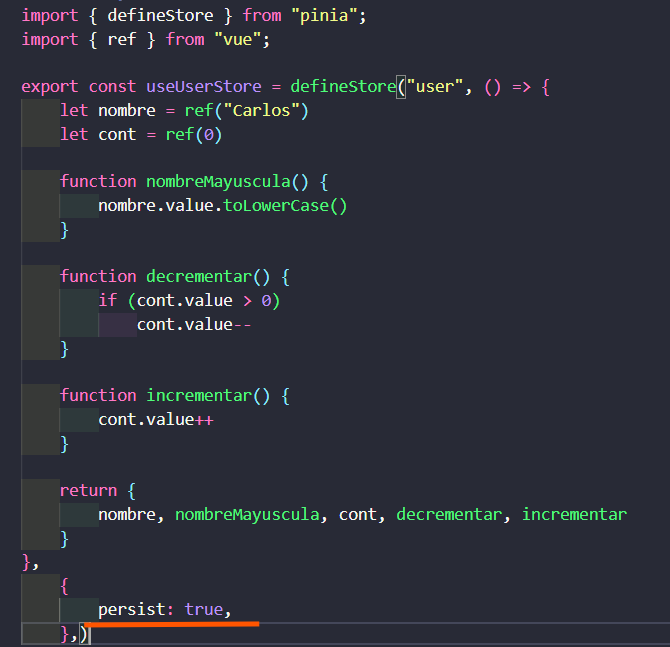 import { defineStore } from "pinia";
import { ref } from "vue";
export const useUserStore = defineStore("user", () => {
let nombre = ref("Carlos")
let cont = ref(0)
function nombreMayuscula() {
nombre.value.toLowerCase()
}
function decrementar() {
if (cont.value > 0)
cont.value--
}
function incrementar() {
cont.value++
}
return {
nombre, nombreMayuscula, cont, decrementar, incrementar
}
},
{
persist: true,
},)